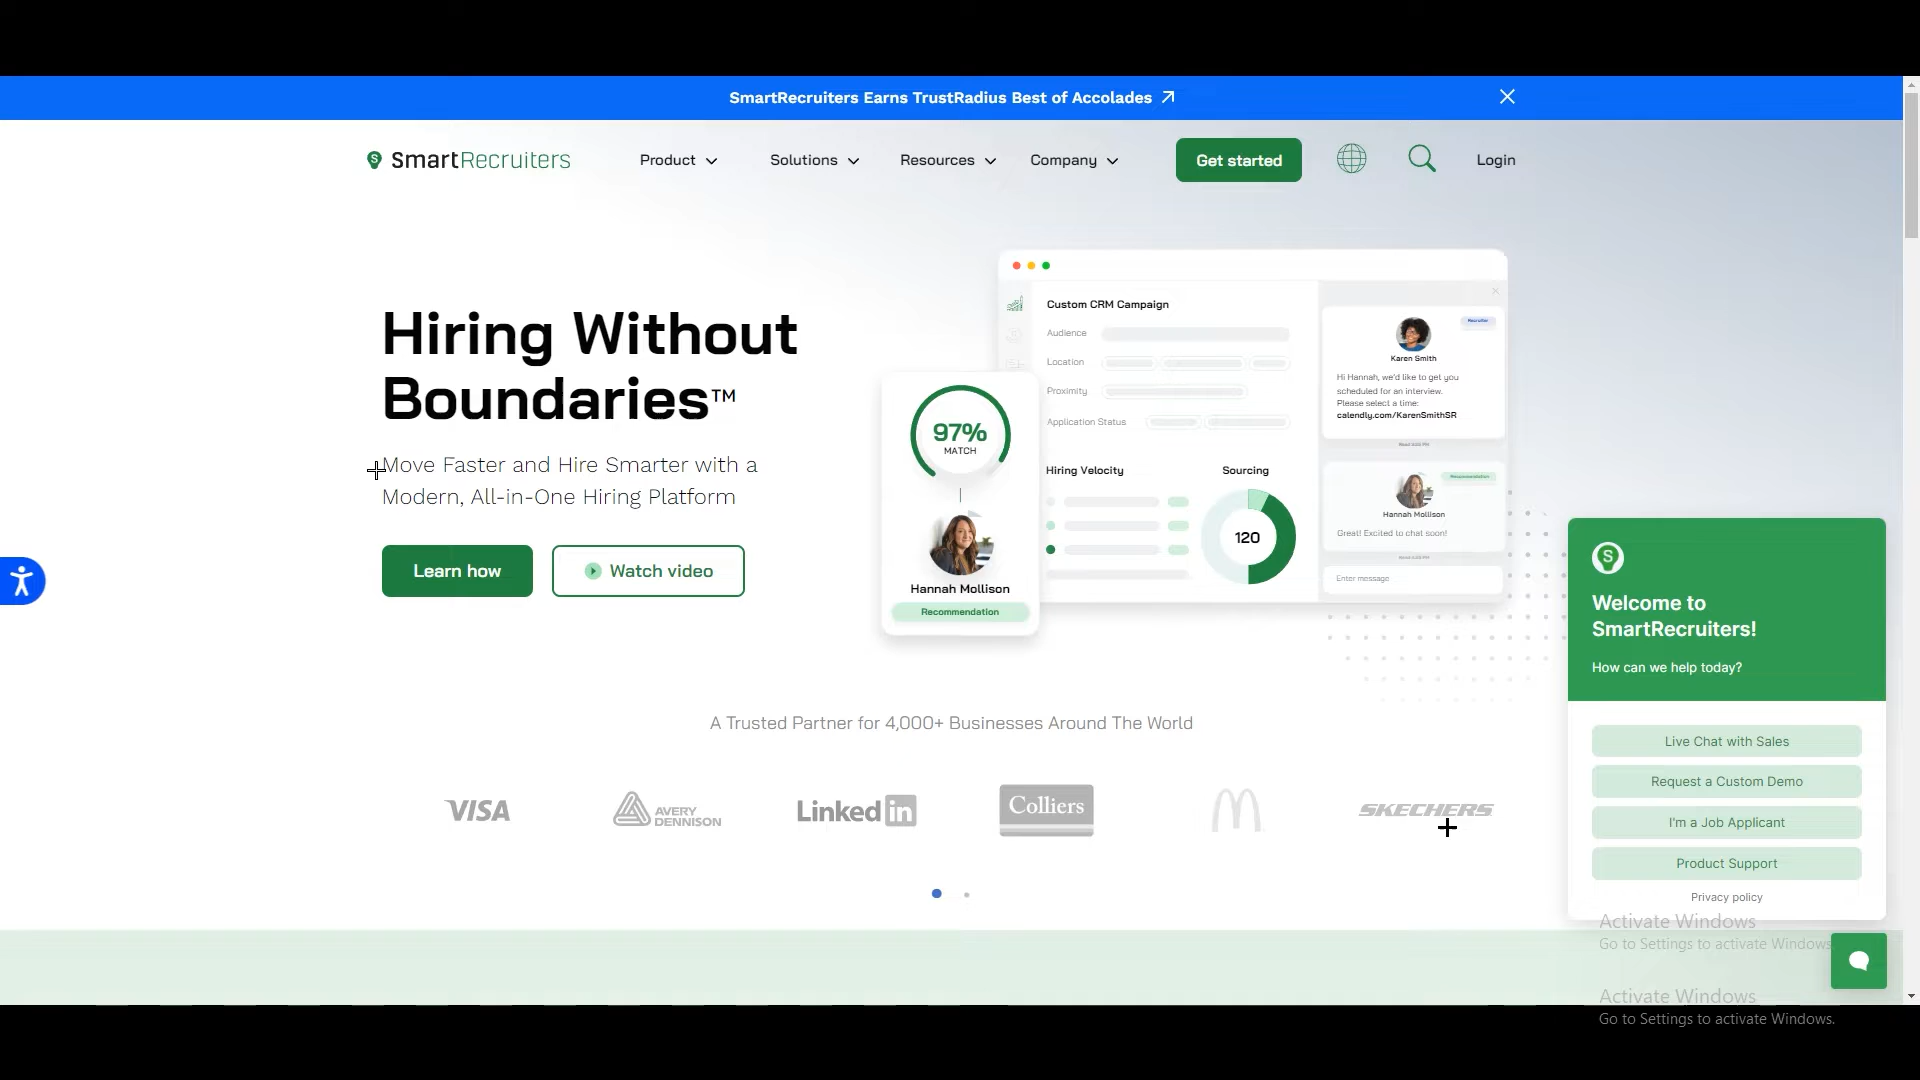 SmartRecruiters Earns TrustRadius Best of Accolades
SmartRecruiters
Product
Solutions
Resources
Company
Get started
Login
Hiring Without
Boundaries™
Move Faster and Hire Smarter with a
Modern, All-in-One Hiring Platform
Learn how
Watch video
97%
MATCH
Hannah Mollison
Recommendation
Custom CRM Campaign
Audience
Location
Proximity
Application Status
Hiring Velocity
Sourcing
120
Recruiter
Karen Smith
Hi Hannah, we'd like to get you
scheduled for an interview.
Please select a time:
calendly.com/KarenSmithSR
Recommendation
Hannah Mollison
Great! Excited to chat soon!
Enter message
A Trusted Partner for 4,000+ Businesses Around The World
VISA
AVERY
DENNISON
Linked in
Colliers
SKECHERS
Welcome to
SmartRecruiters!
How can we help today?
Live Chat with Sales
Request a Custom Demo
I'm a Job Applicant
Product Support
Privacy policy
Activate Windows
Go to Settings to activate Windows.
Activate Windows
Go to Settings to activate Windows.